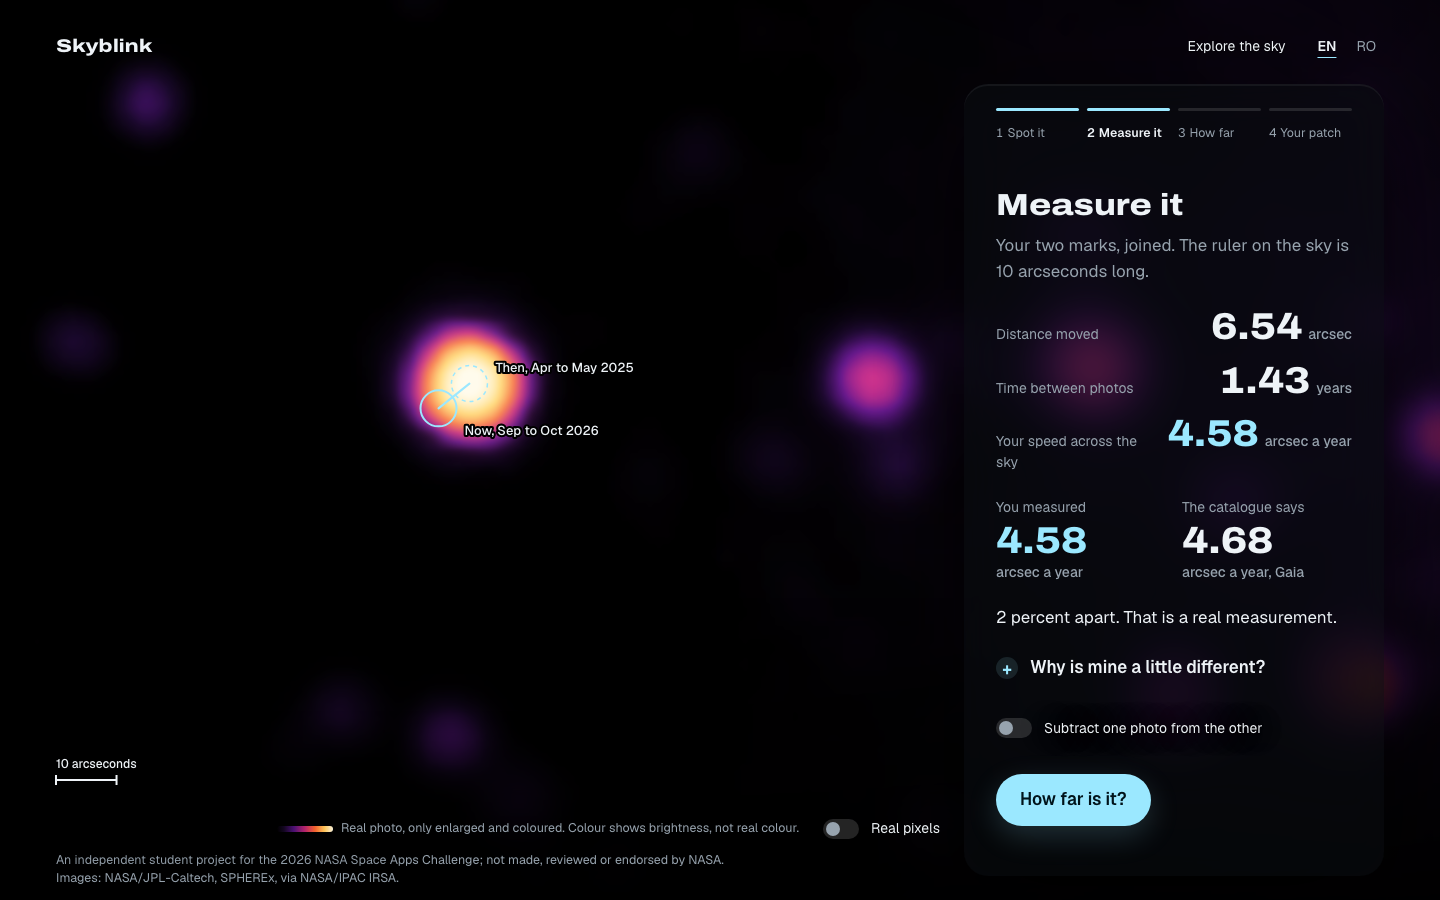 Skyblink
Explore the sky
EN
RO
1 Spot it
2 Measure it
3 How far
4 Your patch
Measure it
Your two marks, joined. The ruler on the sky is
10 arcseconds long.
Distance moved
6.54 arcsec
Time between photos
1.43 years
Your speed across the
sky
4.58 arcsec a year
You measured
4.58
arcsec a year
The catalogue says
4.68
arcsec a year, Gaia
2 percent apart. That is a real measurement.
+ Why is mine a little different?
Subtract one photo from the other
How far is it?
Then, Apr to May 2025
Now, Sep to Oct 2026
10 arcseconds
Real photo, only enlarged and coloured. Colour shows brightness, not real colour.
Real pixels
An independent student project for the 2026 NASA Space Apps Challenge; not made, reviewed or endorsed by NASA.
Images: NASA/JPL-Caltech, SPHEREx, via NASA/IPAC IRSA.